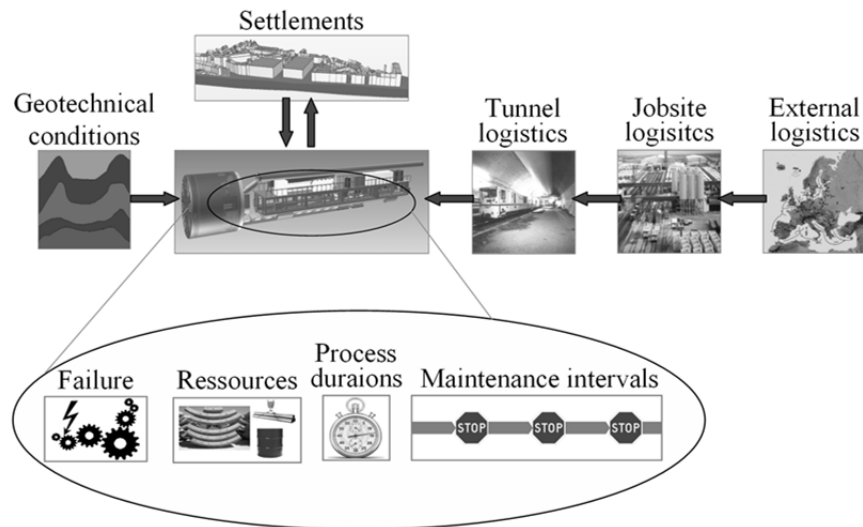 Settlements
Geotechnical
conditions
Tunnel
logistics
Jobsite
logisitcs
External
logistics
Failure
Ressources
Process
duraions
Maintenance intervals
STOP
STOP
STOP